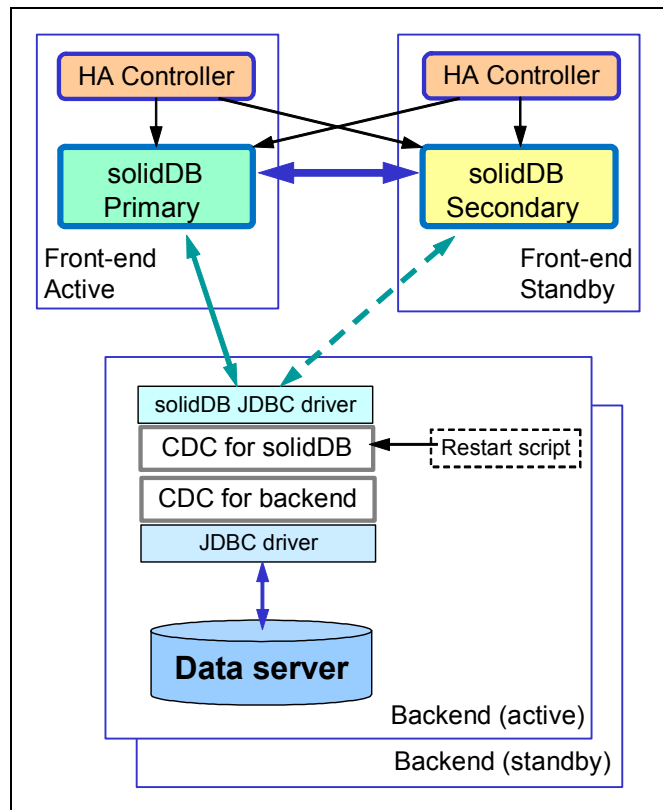 HA Controller
HA Controller
solidDB
Primary
solidDB
Secondary
Front-end
Active
Front-end
Standby
solidDB JDBC driver
CDC for solidDB
Restart script
CDC for backend
JDBC driver
Data server
Backend (active)
Backend (standby)